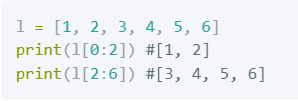 l = [1, 2, 3, 4, 5, 6]
print(l[0:2]) #[1, 2]
print(l[2:6]) #[3, 4, 5, 6]